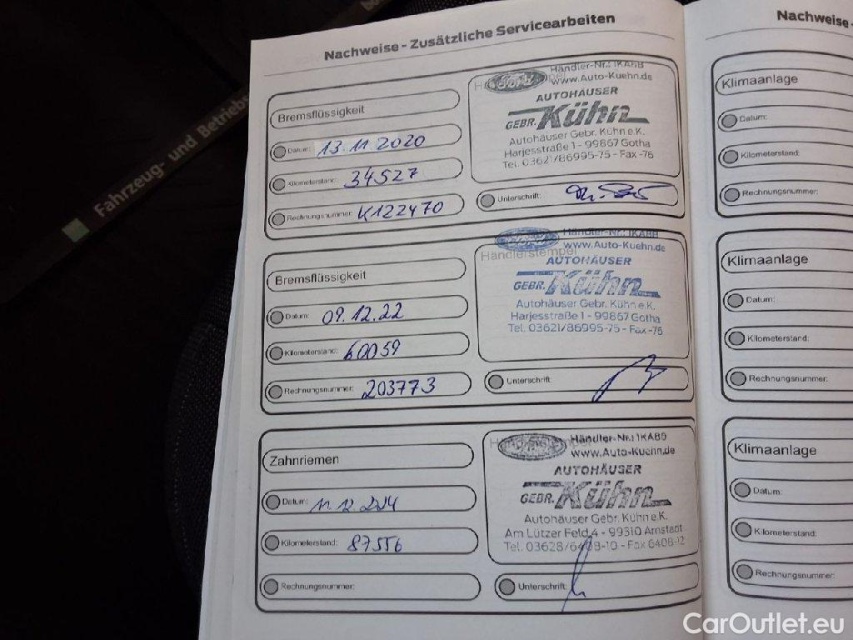 Fahrzeug- und Betriebs
Nachweise - Zusätzliche Servicearbeiten
Bremsflüssigkeit
Datum: 13.11.2020
Kilometerstand: 34527
Rechnungsnummer: K122470
Ford
Händler-Nr.: 1KA89
www.Auto-Kuehn.de
AUTOHÄUSER
GEBR. Kühn
Autohäuser Gebr. Kühn e.K.
Harjesstraße 1 - 99867 Gotha
Tel. 03621/86995-75 - Fax -76
Unterschrift:
Bremsflüssigkeit
Datum: 09.12.22
Kilometerstand: 60059
Rechnungsnummer: 203773
Händlerstempel
www.Auto-Kuehn.de
AUTOHÄUSER
GEBR. Kühn
Autohäuser Gebr. Kühn e.K.
Harjesstraße 1 - 99867 Gotha
Tel. 03621/86995-75 - Fax -76
Unterschrift:
Zahnriemen
Datum: 11.12.
Kilometerstand: 87556
Rechnungsnummer:
Händler-Nr.: 1KA89
www.Auto-Kuehn.de
AUTOHÄUSER
GEBR. Kühn
Autohäuser Gebr. Kühn e.K.
Am Lützer Feld 4 - 99310 Arnstadt
Unterschrift:
Nachweise -
Klimaanlage
Datum:
Kilometerstand:
Rechnungsnummer:
Klimaanlage
Datum:
Kilometerstand:
Rechnungsnummer:
Klimaanlage
Datum:
Kilometerstand:
Rechnungsnummer:
CarOutlet.eu